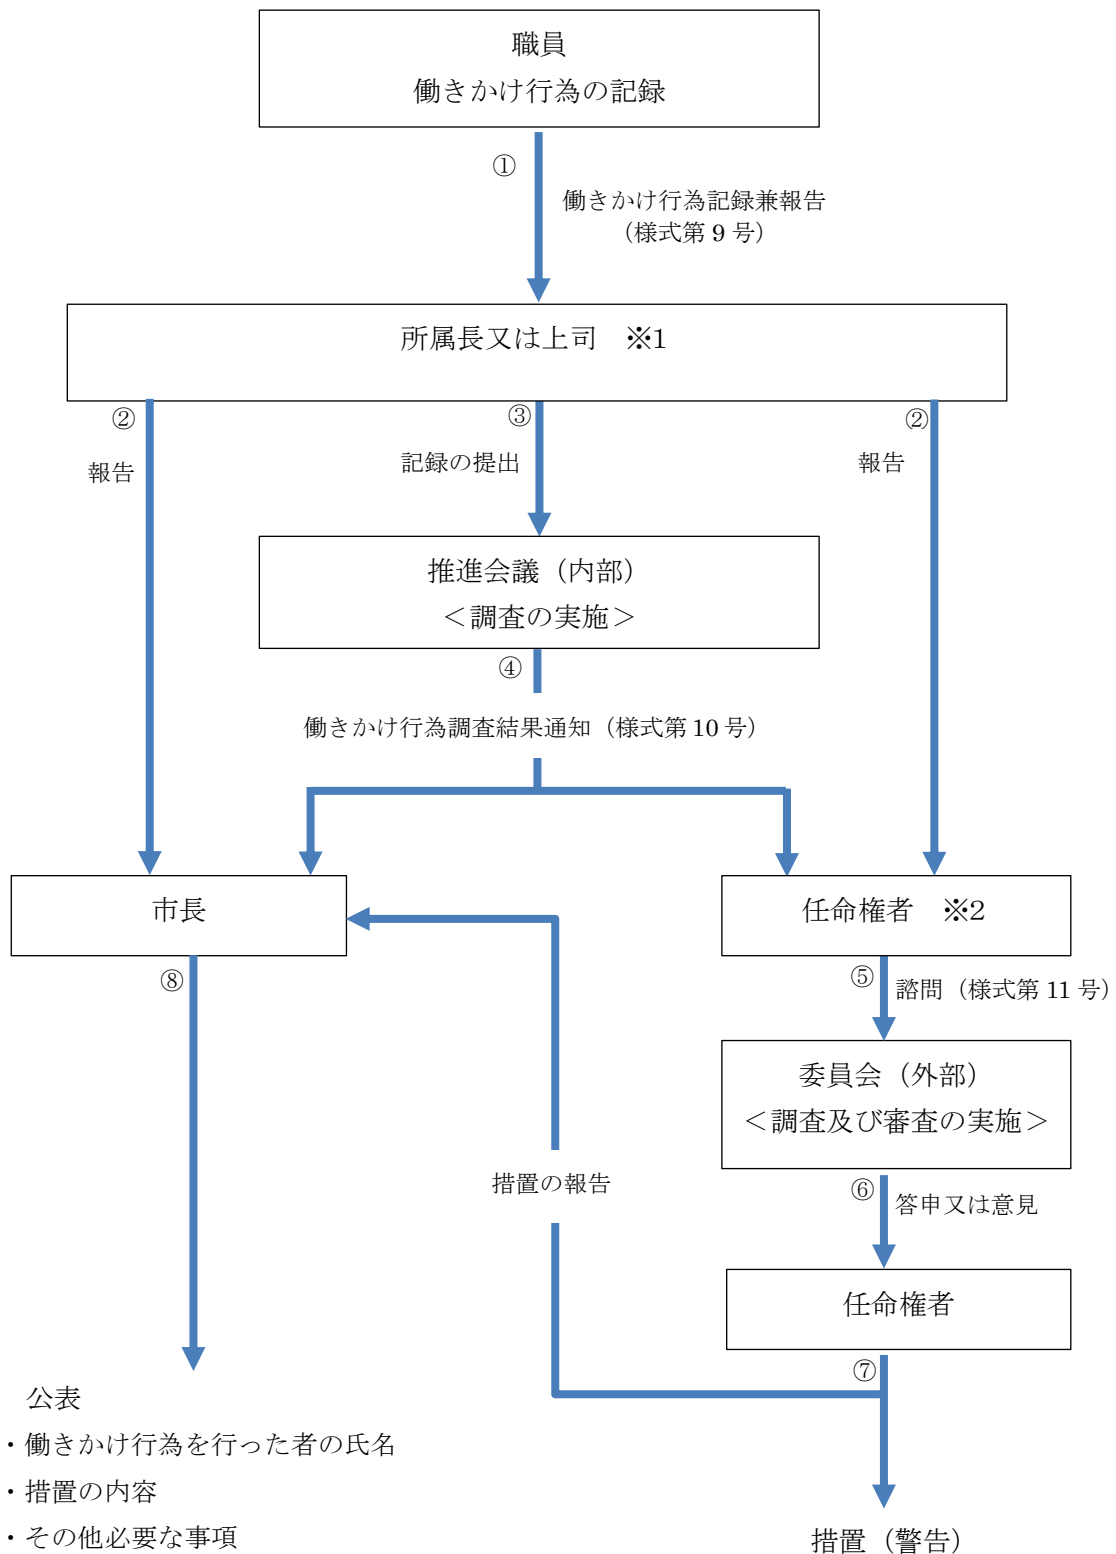 職員
働きかけ行為の記録
①
働きかけ行為記録兼報告
（様式第 9 号）
所属長又は上司　※1
②
③
②
報告
記録の提出
報告
推進会議（内部）
＜調査の実施＞
④
働きかけ行為調査結果通知（様式第 10 号）
市長
任命権者　※2
⑧
⑤
諮問（様式第 11 号）
委員会（外部）
＜調査及び審査の実施＞
措置の報告
⑥
答申又は意見
任命権者
⑦
公表
・働きかけ行為を行った者の氏名
・措置の内容
・その他必要な事項
措置（警告）